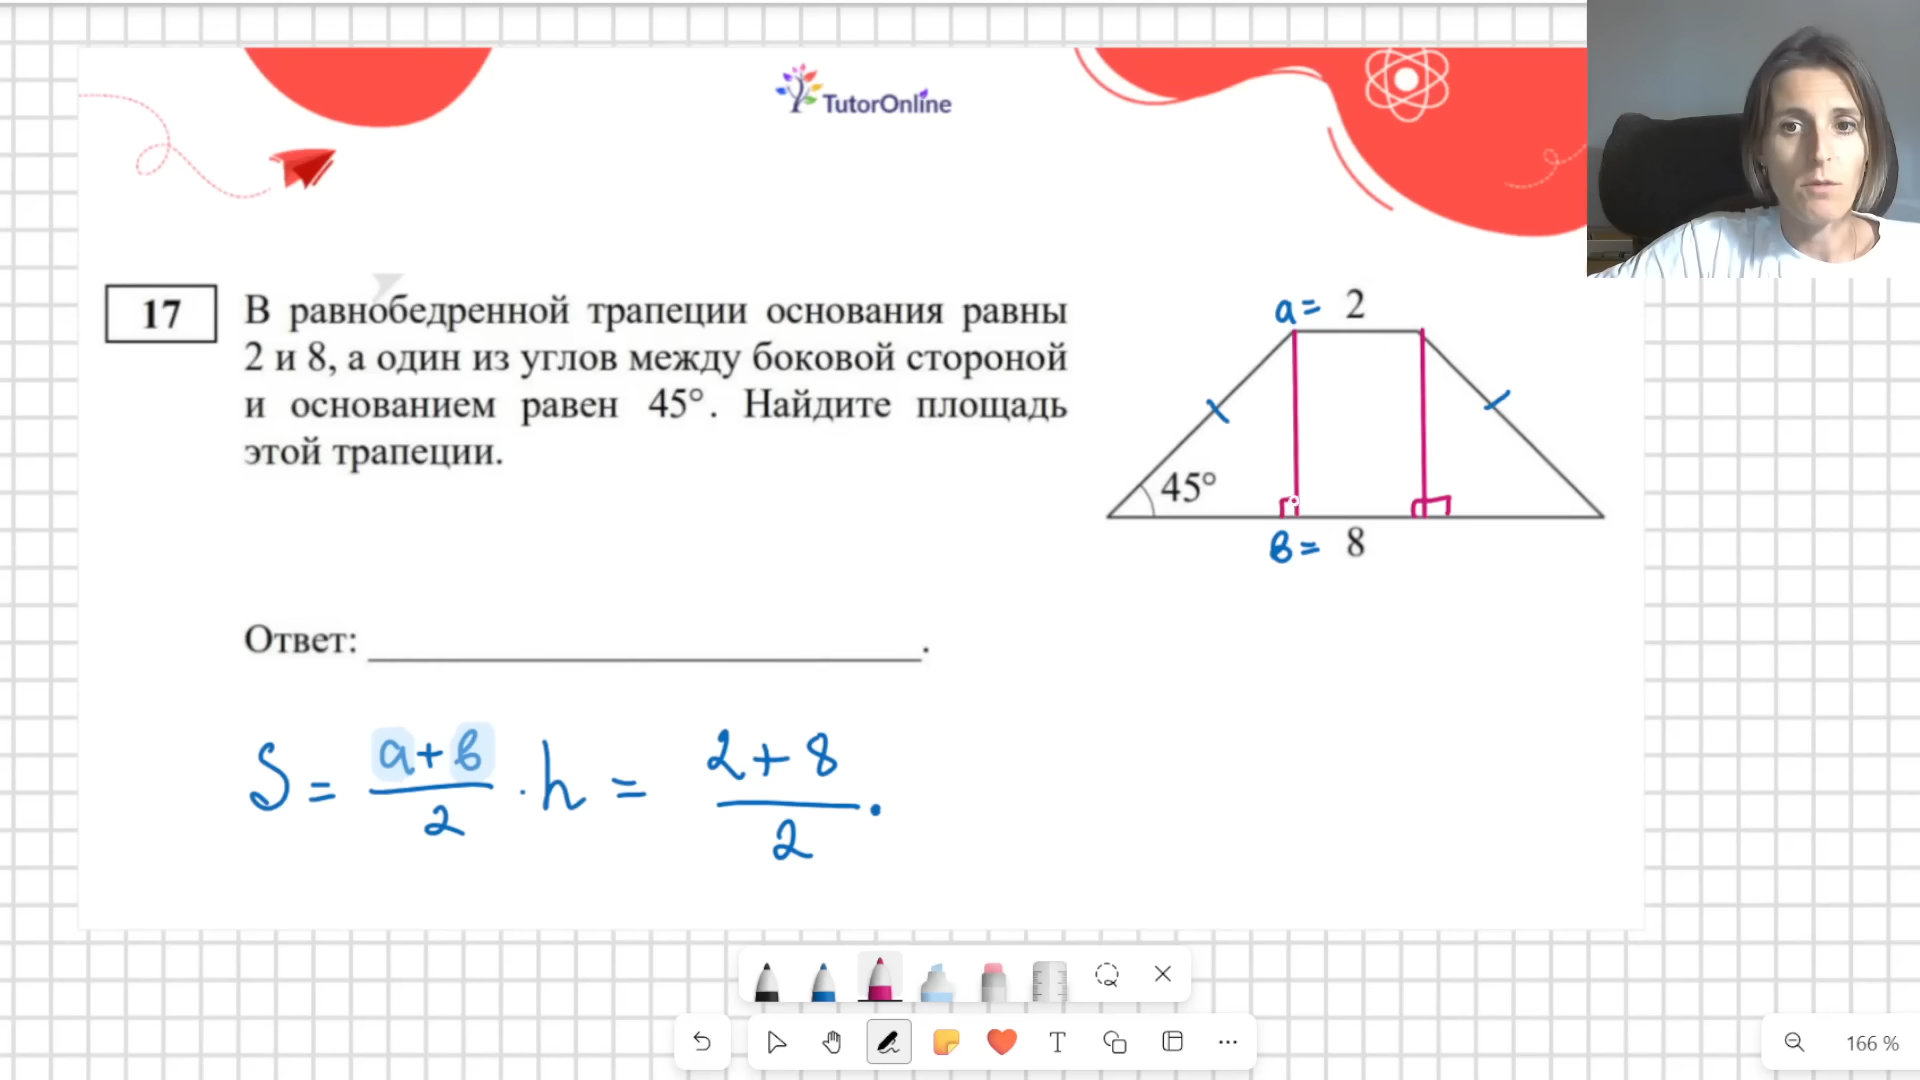 TutorOnline
17
В равнобедренной трапеции основания равны
2 и 8, а один из углов между боковой стороной
и основанием равен 45°. Найдите площадь
этой трапеции.
a = 2
45°
в = 8
Ответ: ____________________.
S = a+в/2 · h = 2+8/2 ·
T
166 %